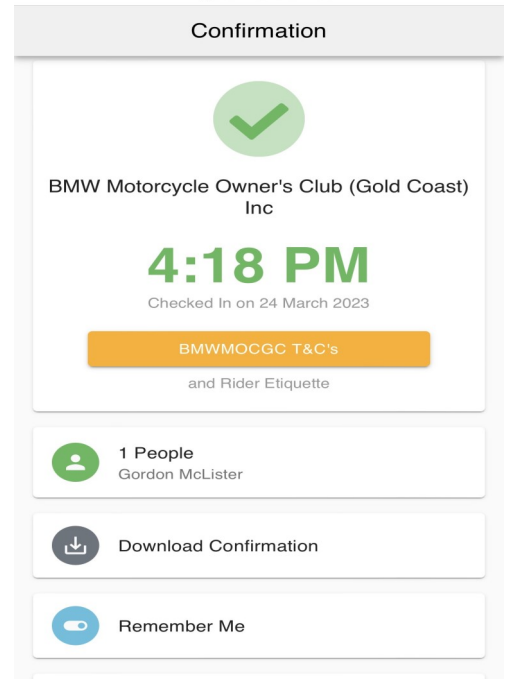 Confirmation
BMW Motorcycle Owner's Club (Gold Coast)
Inc
4:18 PM
Checked In on 24 March 2023
BMWMOCGC T&C's
and Rider Etiquette
1 People
Gordon McLister
Download Confirmation
Remember Me